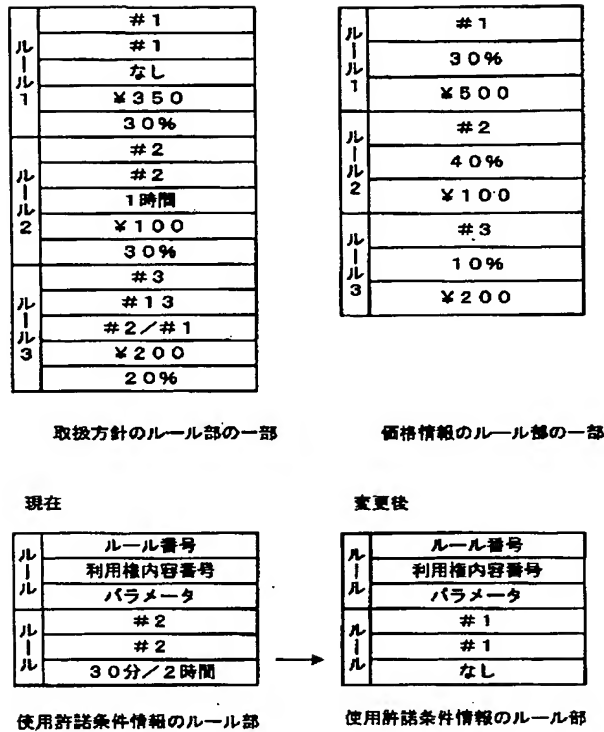 ルール1
#1
#1
なし
¥350
30%
ルール2
#2
#2
1時間
¥100
30%
ルール3
#3
#13
#2/#1
¥200
20%
取扱方針のルール部の一部
ルール1
#1
30%
¥500
ルール2
#2
40%
¥100
ルール3
#3
10%
¥200
価格情報のルール部の一部
現在
ルール
ルール番号
利用権内容番号
パラメータ
ルール
#2
#2
30分/2時間
使用許諾条件情報のルール部
変更後
ルール
ルール番号
利用権内容番号
パラメータ
ルール
#1
#1
なし
使用許諾条件情報のルール部